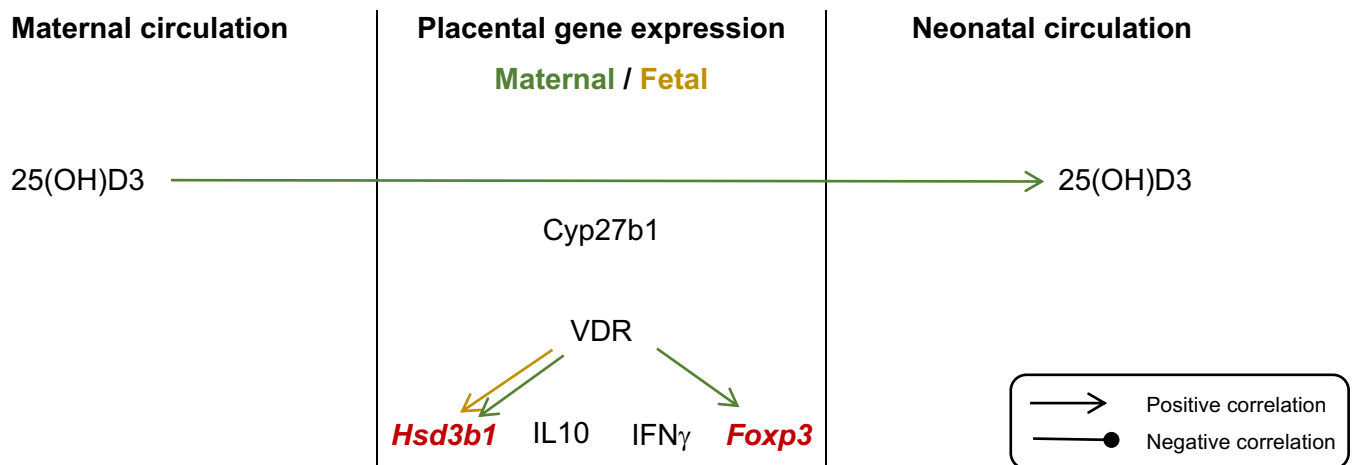 Maternal circulation
Placental gene expression
Neonatal circulation
Maternal / Fetal
25(OH)D3
25(OH)D3
Cyp27b1
VDR
Hsd3b1 IL10 IFNγ Foxp3
Positive correlation
Negative correlation